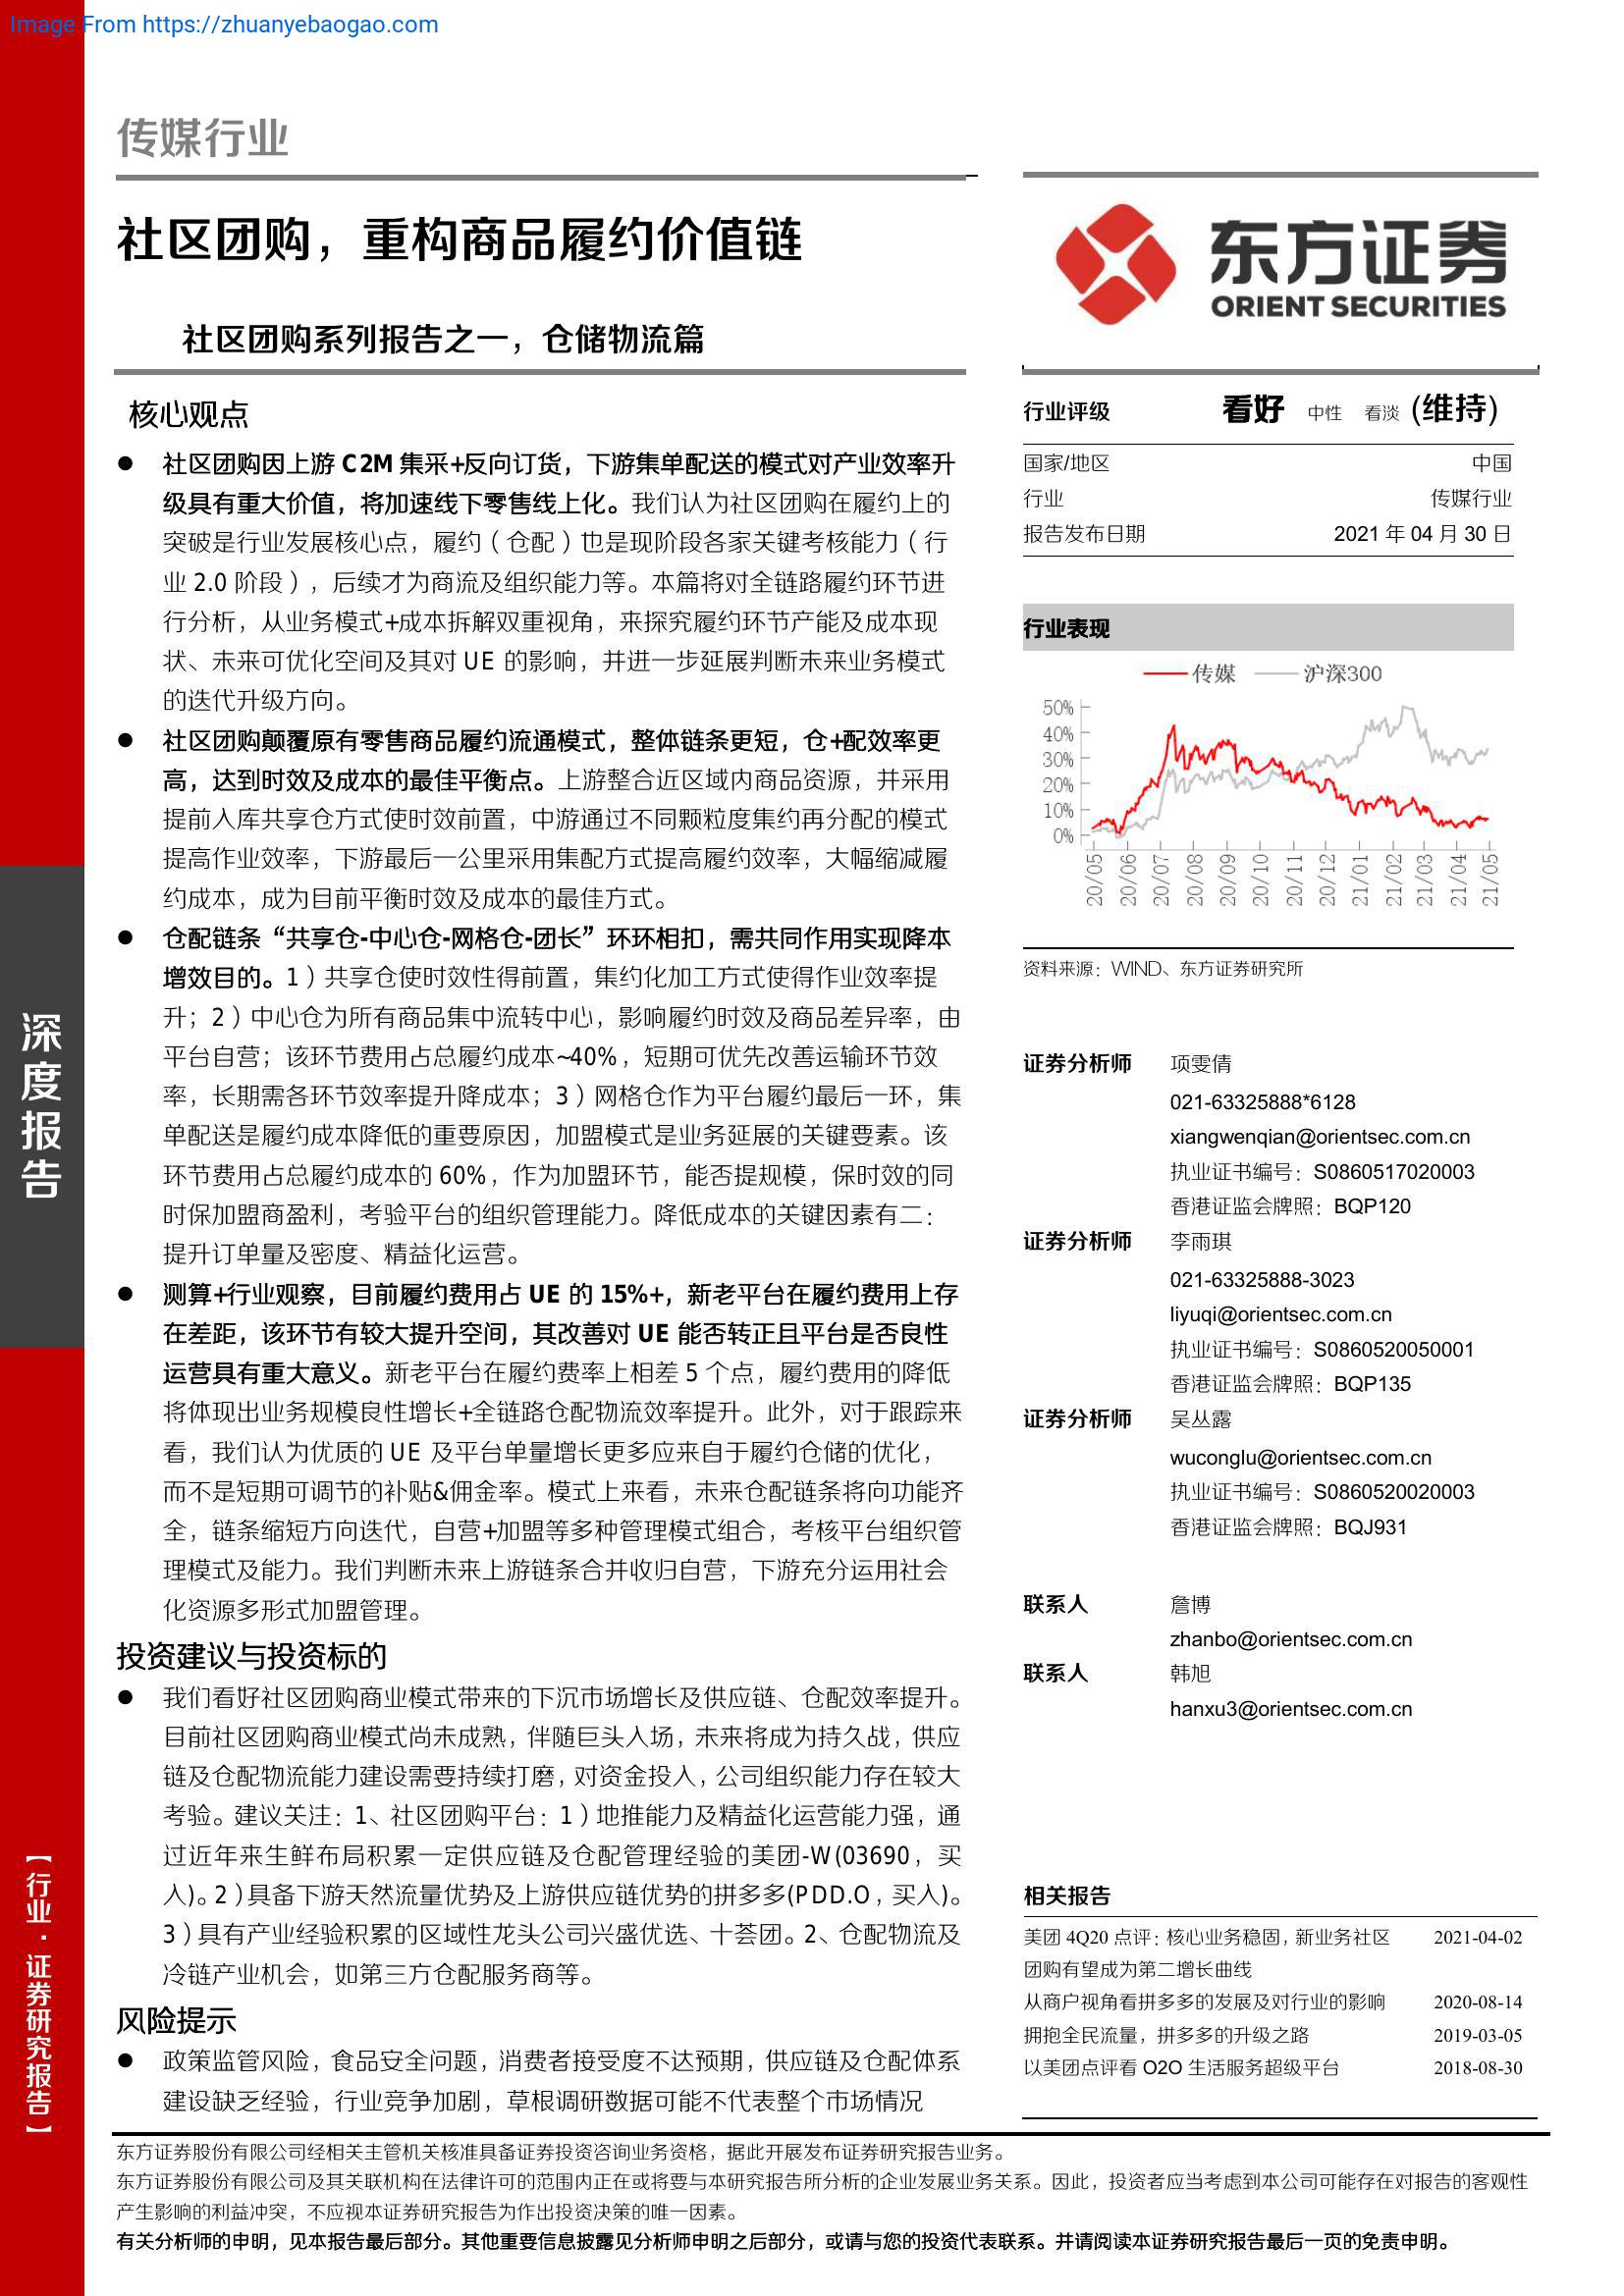 Image From https://zhuanyebaogao.com
传媒行业
社区团购，重构商品履约价值链
社区团购系列报告之一，仓储物流篇
核心观点
● 社区团购因上游 C2M 集采+反向订货，下游集单配送的模式对产业效率升
级具有重大价值，将加速线下零售线上化。我们认为社区团购在履约上的
突破是行业发展核心点，履约（仓配）也是现阶段各家关键考核能力（行
业 2.0 阶段），后续才为商流及组织能力等。本篇将对全链路履约环节进
行分析，从业务模式+成本拆解双重视角，来探究履约环节产能及成本现
状、未来可优化空间及其对 UE 的影响，并进一步延展判断未来业务模式
的迭代升级方向。
● 社区团购颠覆原有零售商品履约流通模式，整体链条更短，仓+配效率更
高，达到时效及成本的最佳平衡点。上游整合近区域内商品资源，并采用
提前入库共享仓方式使时效前置，中游通过不同颗粒度集约再分配的模式
提高作业效率，下游最后一公里采用集配方式提高履约效率，大幅缩减履
约成本，成为目前平衡时效及成本的最佳方式。
● 仓配链条“共享仓-中心仓-网格仓-团长”环环相扣，需共同作用实现降本
增效目的。1）共享仓使时效性得前置，集约化加工方式使得作业效率提
升；2）中心仓为所有商品集中流转中心，影响履约时效及商品差异率，由
平台自营；该环节费用占总履约成本~40%，短期可优先改善运输环节效
率，长期需各环节效率提升降成本；3）网格仓作为平台履约最后一环，集
单配送是履约成本降低的重要原因，加盟模式是业务延展的关键要素。该
环节费用占总履约成本的 60%，作为加盟环节，能否提规模，保时效的同
时保加盟商盈利，考验平台的组织管理能力。降低成本的关键因素有二：
提升订单量及密度、精益化运营。
● 测算+行业观察，目前履约费用占 UE 的 15%+，新老平台在履约费用上存
在差距，该环节有较大提升空间，其改善对 UE 能否转正且平台是否良性
运营具有重大意义。新老平台在履约费率上相差 5 个点，履约费用的降低
将体现出业务规模良性增长+全链路仓配物流效率提升。此外，对于跟踪来
看，我们认为优质的 UE 及平台单量增长更多应来自于履约仓储的优化，
而不是短期可调节的补贴&佣金率。模式上来看，未来仓配链条将向功能齐
全，链条缩短方向迭代，自营+加盟等多种管理模式组合，考核平台组织管
理模式及能力。我们判断未来上游链条合并收归自营，下游充分运用社会
化资源多形式加盟管理。
投资建议与投资标的
● 我们看好社区团购商业模式带来的下沉市场增长及供应链、仓配效率提升。
目前社区团购商业模式尚未成熟，伴随巨头入场，未来将成为持久战，供应
链及仓配物流能力建设需要持续打磨，对资金投入，公司组织能力存在较大
考验。建议关注：1、社区团购平台：1）地推能力及精益化运营能力强，通
过近年来生鲜布局积累一定供应链及仓配管理经验的美团-W(03690，买
入)。2）具备下游天然流量优势及上游供应链优势的拼多多(PDD.O，买入)。
3）具有产业经验积累的区域性龙头公司兴盛优选、十荟团。2、仓配物流及
冷链产业机会，如第三方仓配服务商等。
风险提示
● 政策监管风险，食品安全问题，消费者接受度不达预期，供应链及仓配体系
建设缺乏经验，行业竞争加剧，草根调研数据可能不代表整个市场情况
东方证券
ORIENT SECURITIES
行业评级 看好 中性 看淡 (维持)
国家/地区 中国
行业 传媒行业
报告发布日期 2021 年 04 月 30 日
行业表现
传媒 沪深300
50%
40%
30%
20%
10%
0%
20/05 20/06 20/07 20/08 20/09 20/10 20/11 20/12 21/01 21/02 21/03 21/04 21/05
资料来源：WIND、东方证券研究所
证券分析师 项雯倩
021-63325888*6128
xiangwenqian@orientsec.com.cn
执业证书编号：S0860517020003
香港证监会牌照：BQP120
证券分析师 李雨琪
021-63325888-3023
liyuqi@orientsec.com.cn
执业证书编号：S0860520050001
香港证监会牌照：BQP135
证券分析师 吴丛露
wuconglu@orientsec.com.cn
执业证书编号：S0860520020003
香港证监会牌照：BQJ931
联系人 詹博
zhanbo@orientsec.com.cn
联系人 韩旭
hanxu3@orientsec.com.cn
相关报告
美团 4Q20 点评：核心业务稳固，新业务社区 2021-04-02
团购有望成为第二增长曲线
从商户视角看拼多多的发展及对行业的影响 2020-08-14
拥抱全民流量，拼多多的升级之路 2019-03-05
以美团点评看 O2O 生活服务超级平台 2018-08-30
深度报告
【行业·证券研究报告】
东方证券股份有限公司经相关主管机关核准具备证券投资咨询业务资格，据此开展发布证券研究报告业务。
东方证券股份有限公司及其关联机构在法律许可的范围内正在或将要与本研究报告所分析的企业发展业务关系。因此，投资者应当考虑到本公司可能存在对报告的客观性
产生影响的利益冲突，不应视本证券研究报告为作出投资决策的唯一因素。
有关分析师的申明，见本报告最后部分。其他重要信息披露见分析师申明之后部分，或请与您的投资代表联系。并请阅读本证券研究报告最后一页的免责申明。